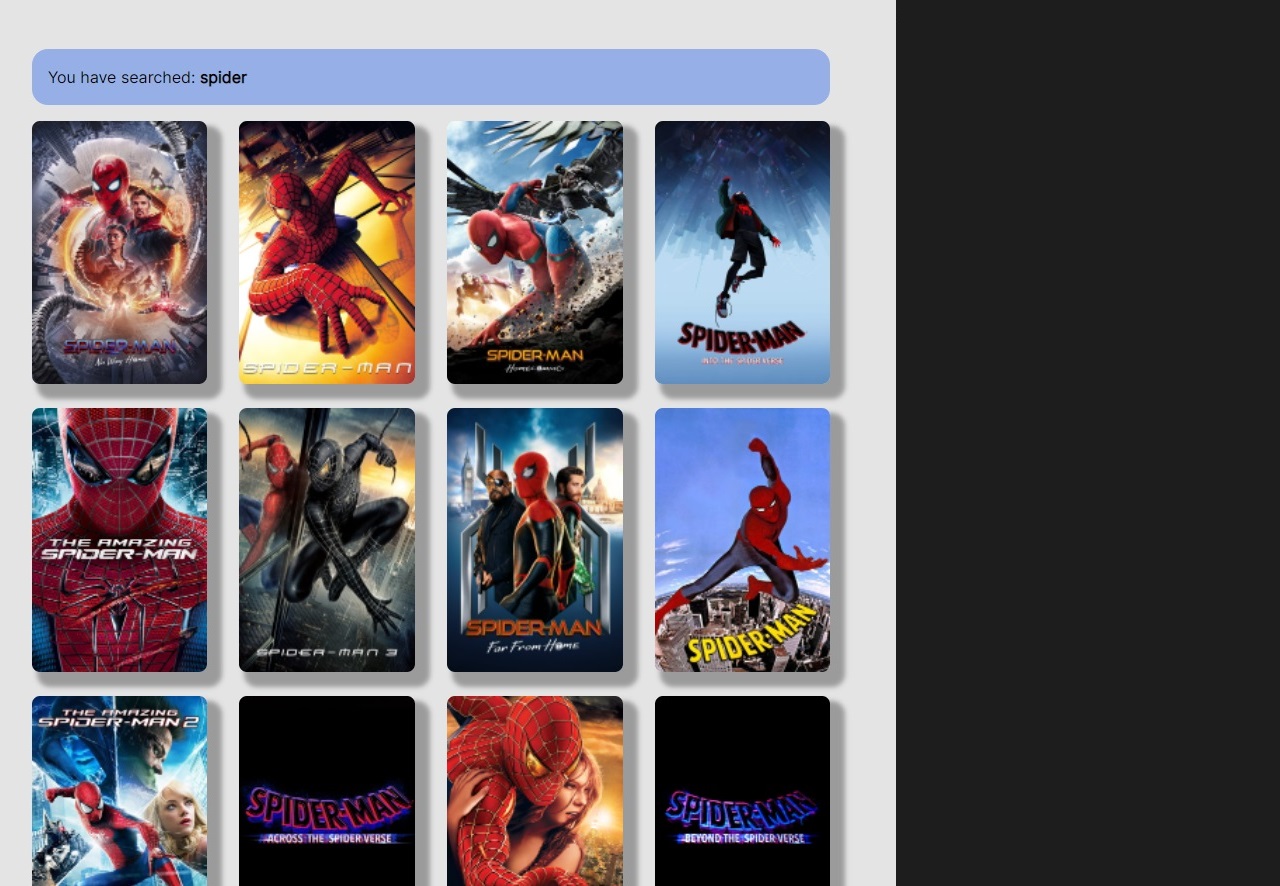 You have searched: spider
SPIDER-MAN
No Way Home
SPIDER-MAN
SPIDER-MAN
HOMECOMING
SPIDER-MAN
INTO THE SPIDER-VERSE
THE AMAZING
SPIDER-MAN
SPIDER-MAN 3
SPIDER-MAN
Far From Home
SPIDER-MAN
THE AMAZING
SPIDER-MAN 2
SPIDER-MAN
ACROSS THE SPIDER-VERSE
SPIDER-MAN
BEYOND THE SPIDER-VERSE